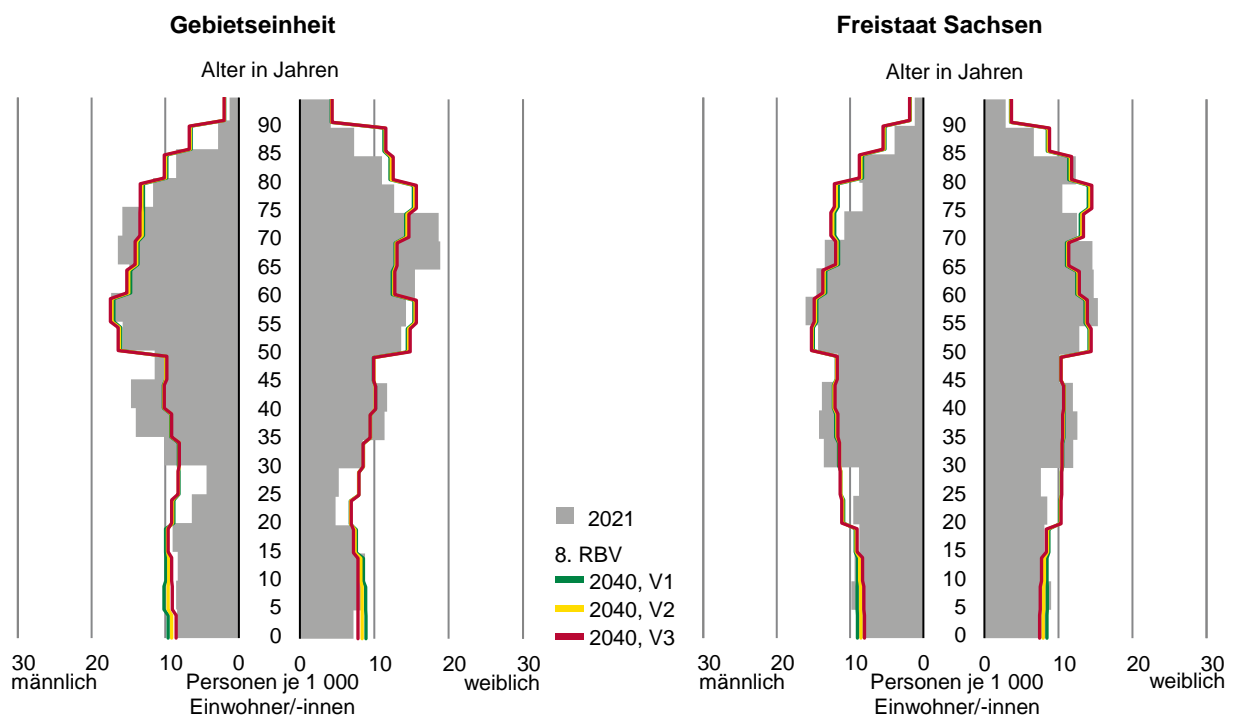 Gebietseinheit
Alter in Jahren
90
85
80
75
70
65
60
55
50
45
40
35
30
25
20
15
10
5
0
30 20 10 0 0 10 20 30
männlich Personen je 1 000 weiblich
Einwohner/-innen
2021
8. RBV
2040, V1
2040, V2
2040, V3
Freistaat Sachsen
Alter in Jahren
90
85
80
75
70
65
60
55
50
45
40
35
30
25
20
15
10
5
0
30 20 10 0 0 10 20 30
männlich Personen je 1 000 weiblich
Einwohner/-innen